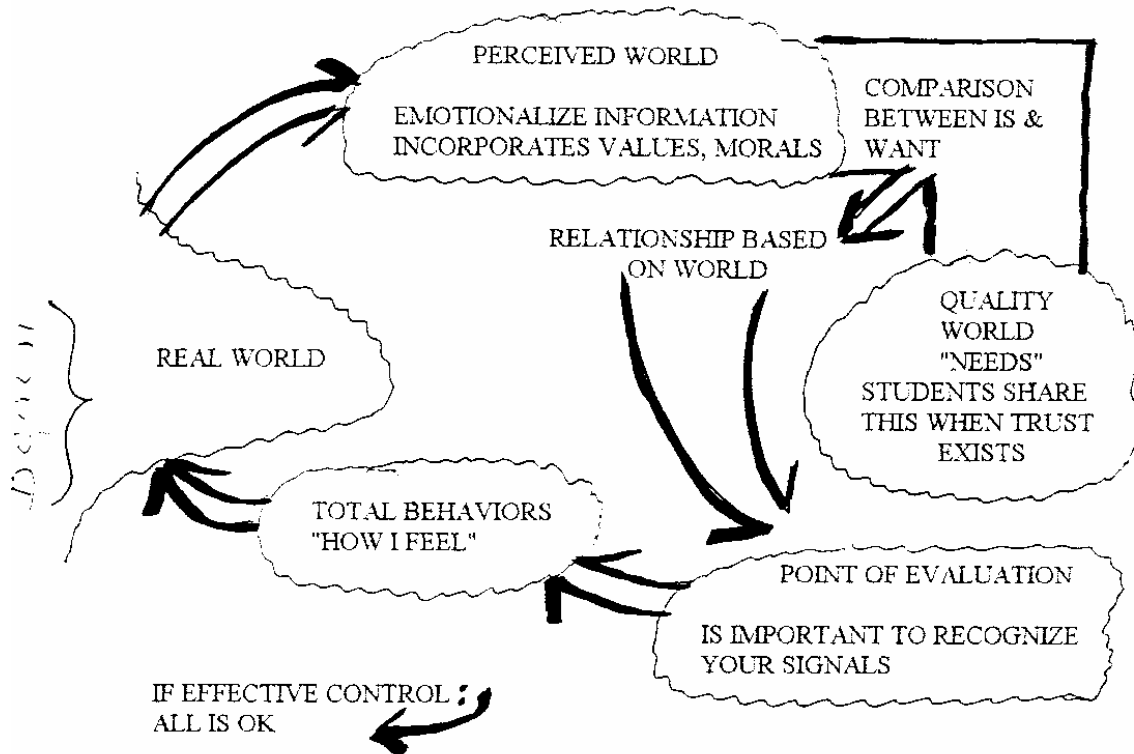 PERCEIVED WORLD
EMOTIONALIZE INFORMATION
INCORPORATES VALUES, MORALS
COMPARISON
BETWEEN IS &
WANT
RELATIONSHIP BASED
ON WORLD
QUALITY
WORLD
"NEEDS"
STUDENTS SHARE
THIS WHEN TRUST
EXISTS
REAL WORLD
TOTAL BEHAVIORS
"HOW I FEEL"
POINT OF EVALUATION
IS IMPORTANT TO RECOGNIZE
YOUR SIGNALS
IF EFFECTIVE CONTROL :
ALL IS OK